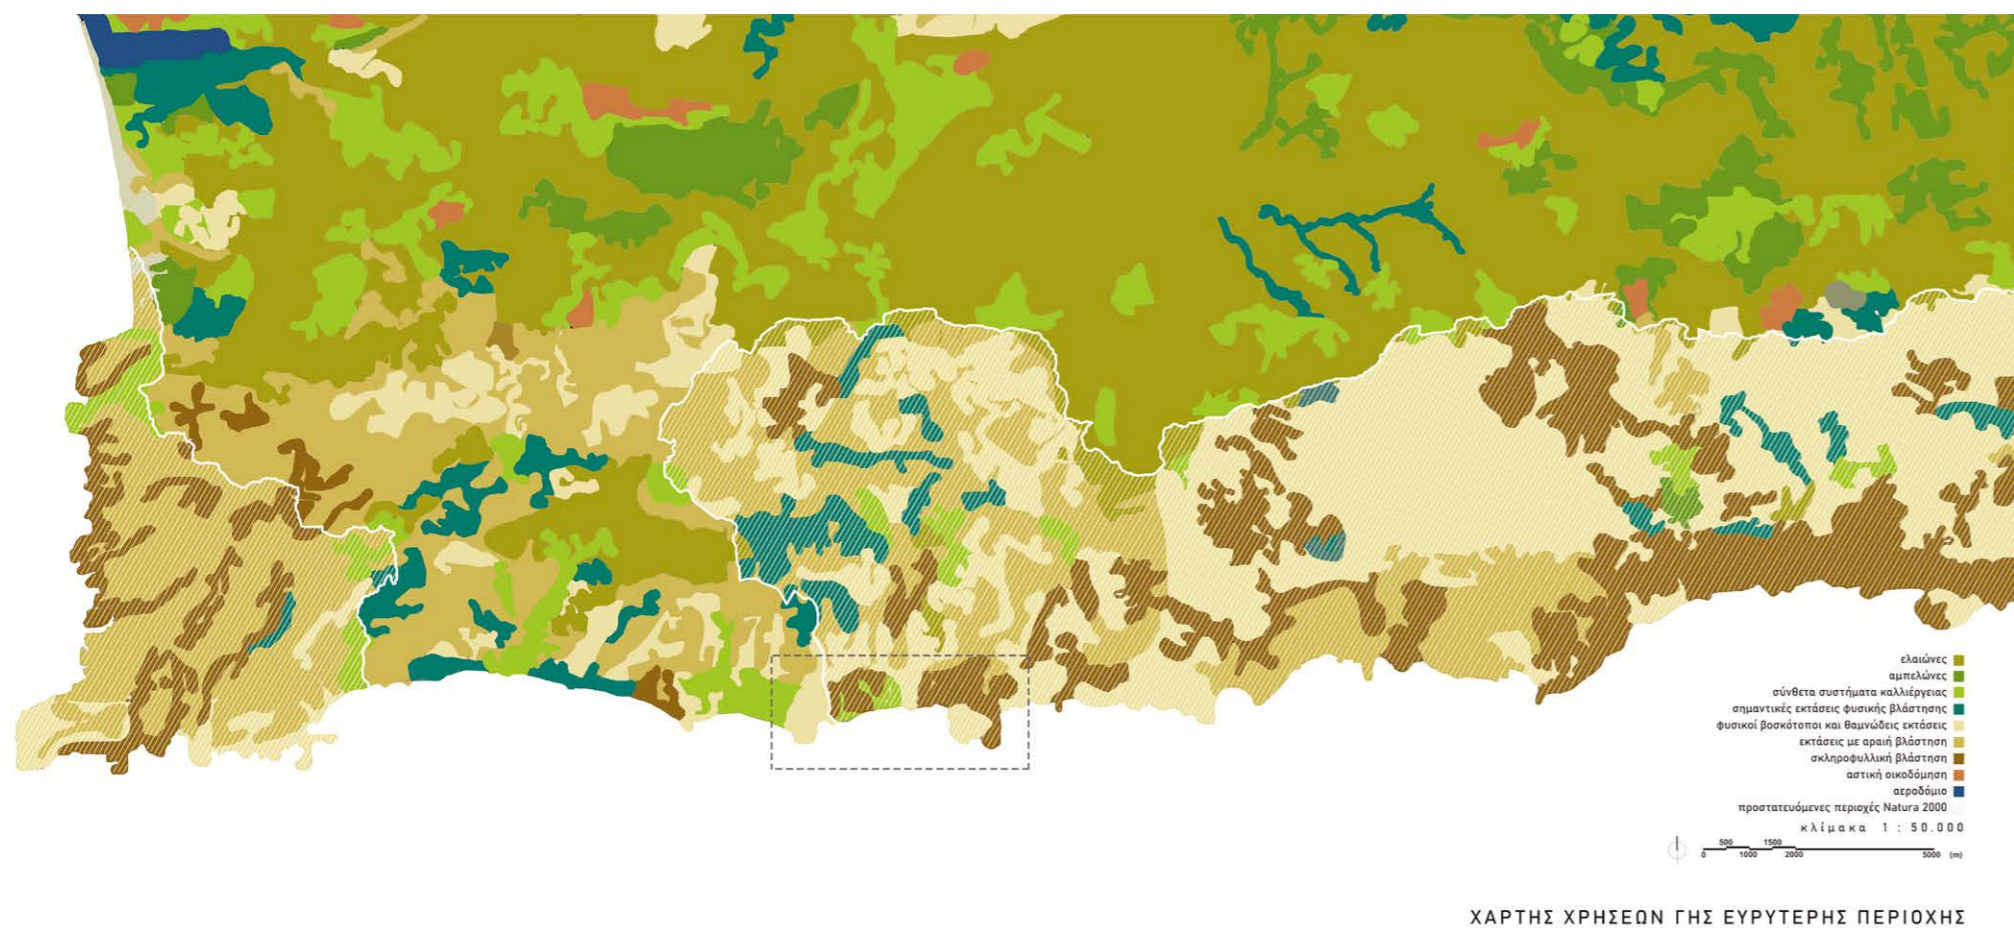 ελαιώνες
αμπελώνες
σύνθετα συστήματα καλλιέργειας
σημαντικές εκτάσεις φυσικής βλάστησης
φυσικοί βοσκότοποι και θαμνώδεις εκτάσεις
εκτάσεις με αραιή βλάστηση
σκληροφυλλική βλάστηση
αστική οικοδόμηση
αεροδόμιο
προστατευόμενες περιοχές Natura 2000
κλίμακα 1 : 50.000
500 1500
0 1000 2000 5000 (m)
ΧΑΡΤΗΣ ΧΡΗΣΕΩΝ ΓΗΣ ΕΥΡΥΤΕΡΗΣ ΠΕΡΙΟΧΗΣ